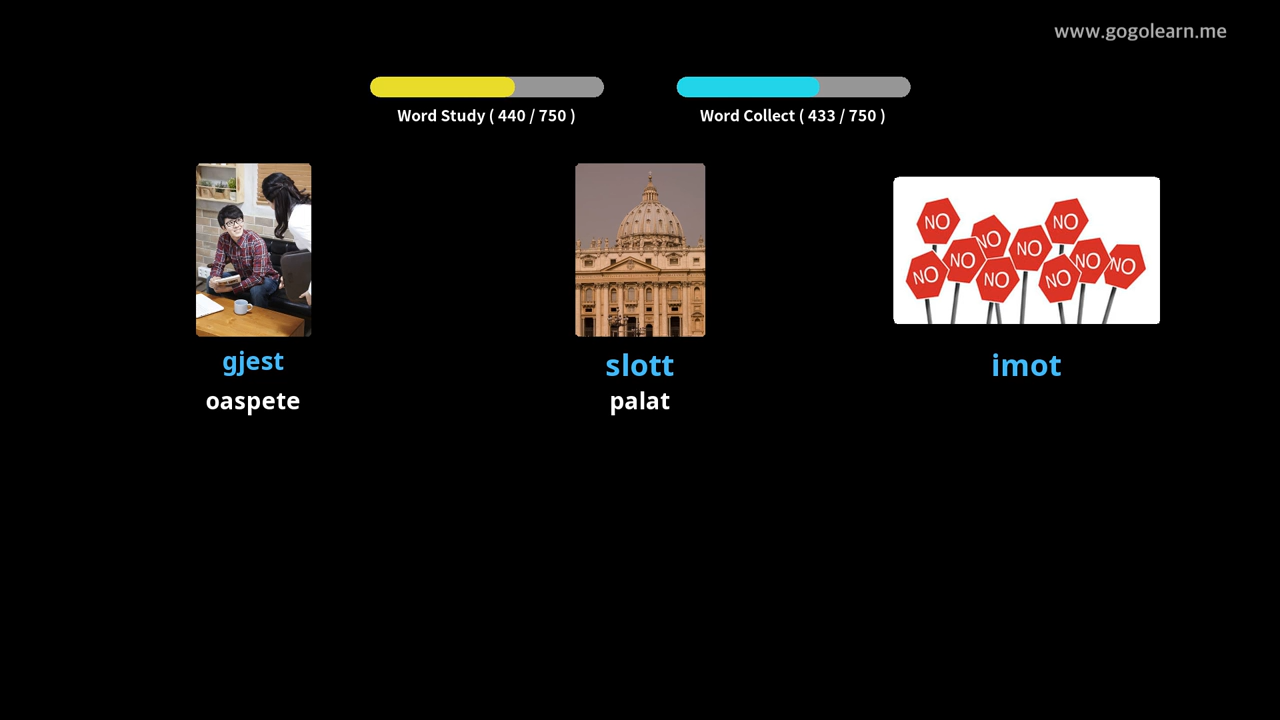 www.gogolearn.me
Word Study ( 440 / 750 )
Word Collect ( 433 / 750 )
NO
NO
NO
NO
NO
NO
NO
NO
NO
NO
gjest
slott
imot
oaspete
palat